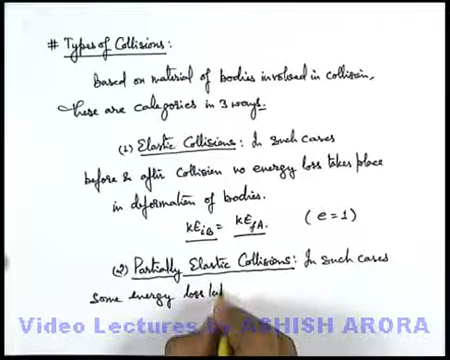 # Types of Collisions :
Based on material of bodies involved in collision,
these are categories in 3 ways.
(1) Elastic Collisions : In such cases
before & after collision no energy loss takes place
in deformation of bodies.
KEiB = KEfA. (e=1)
(2) Partially Elastic Collisions : In such cases
some energy loss
Video Lectures by ASHISH ARORA